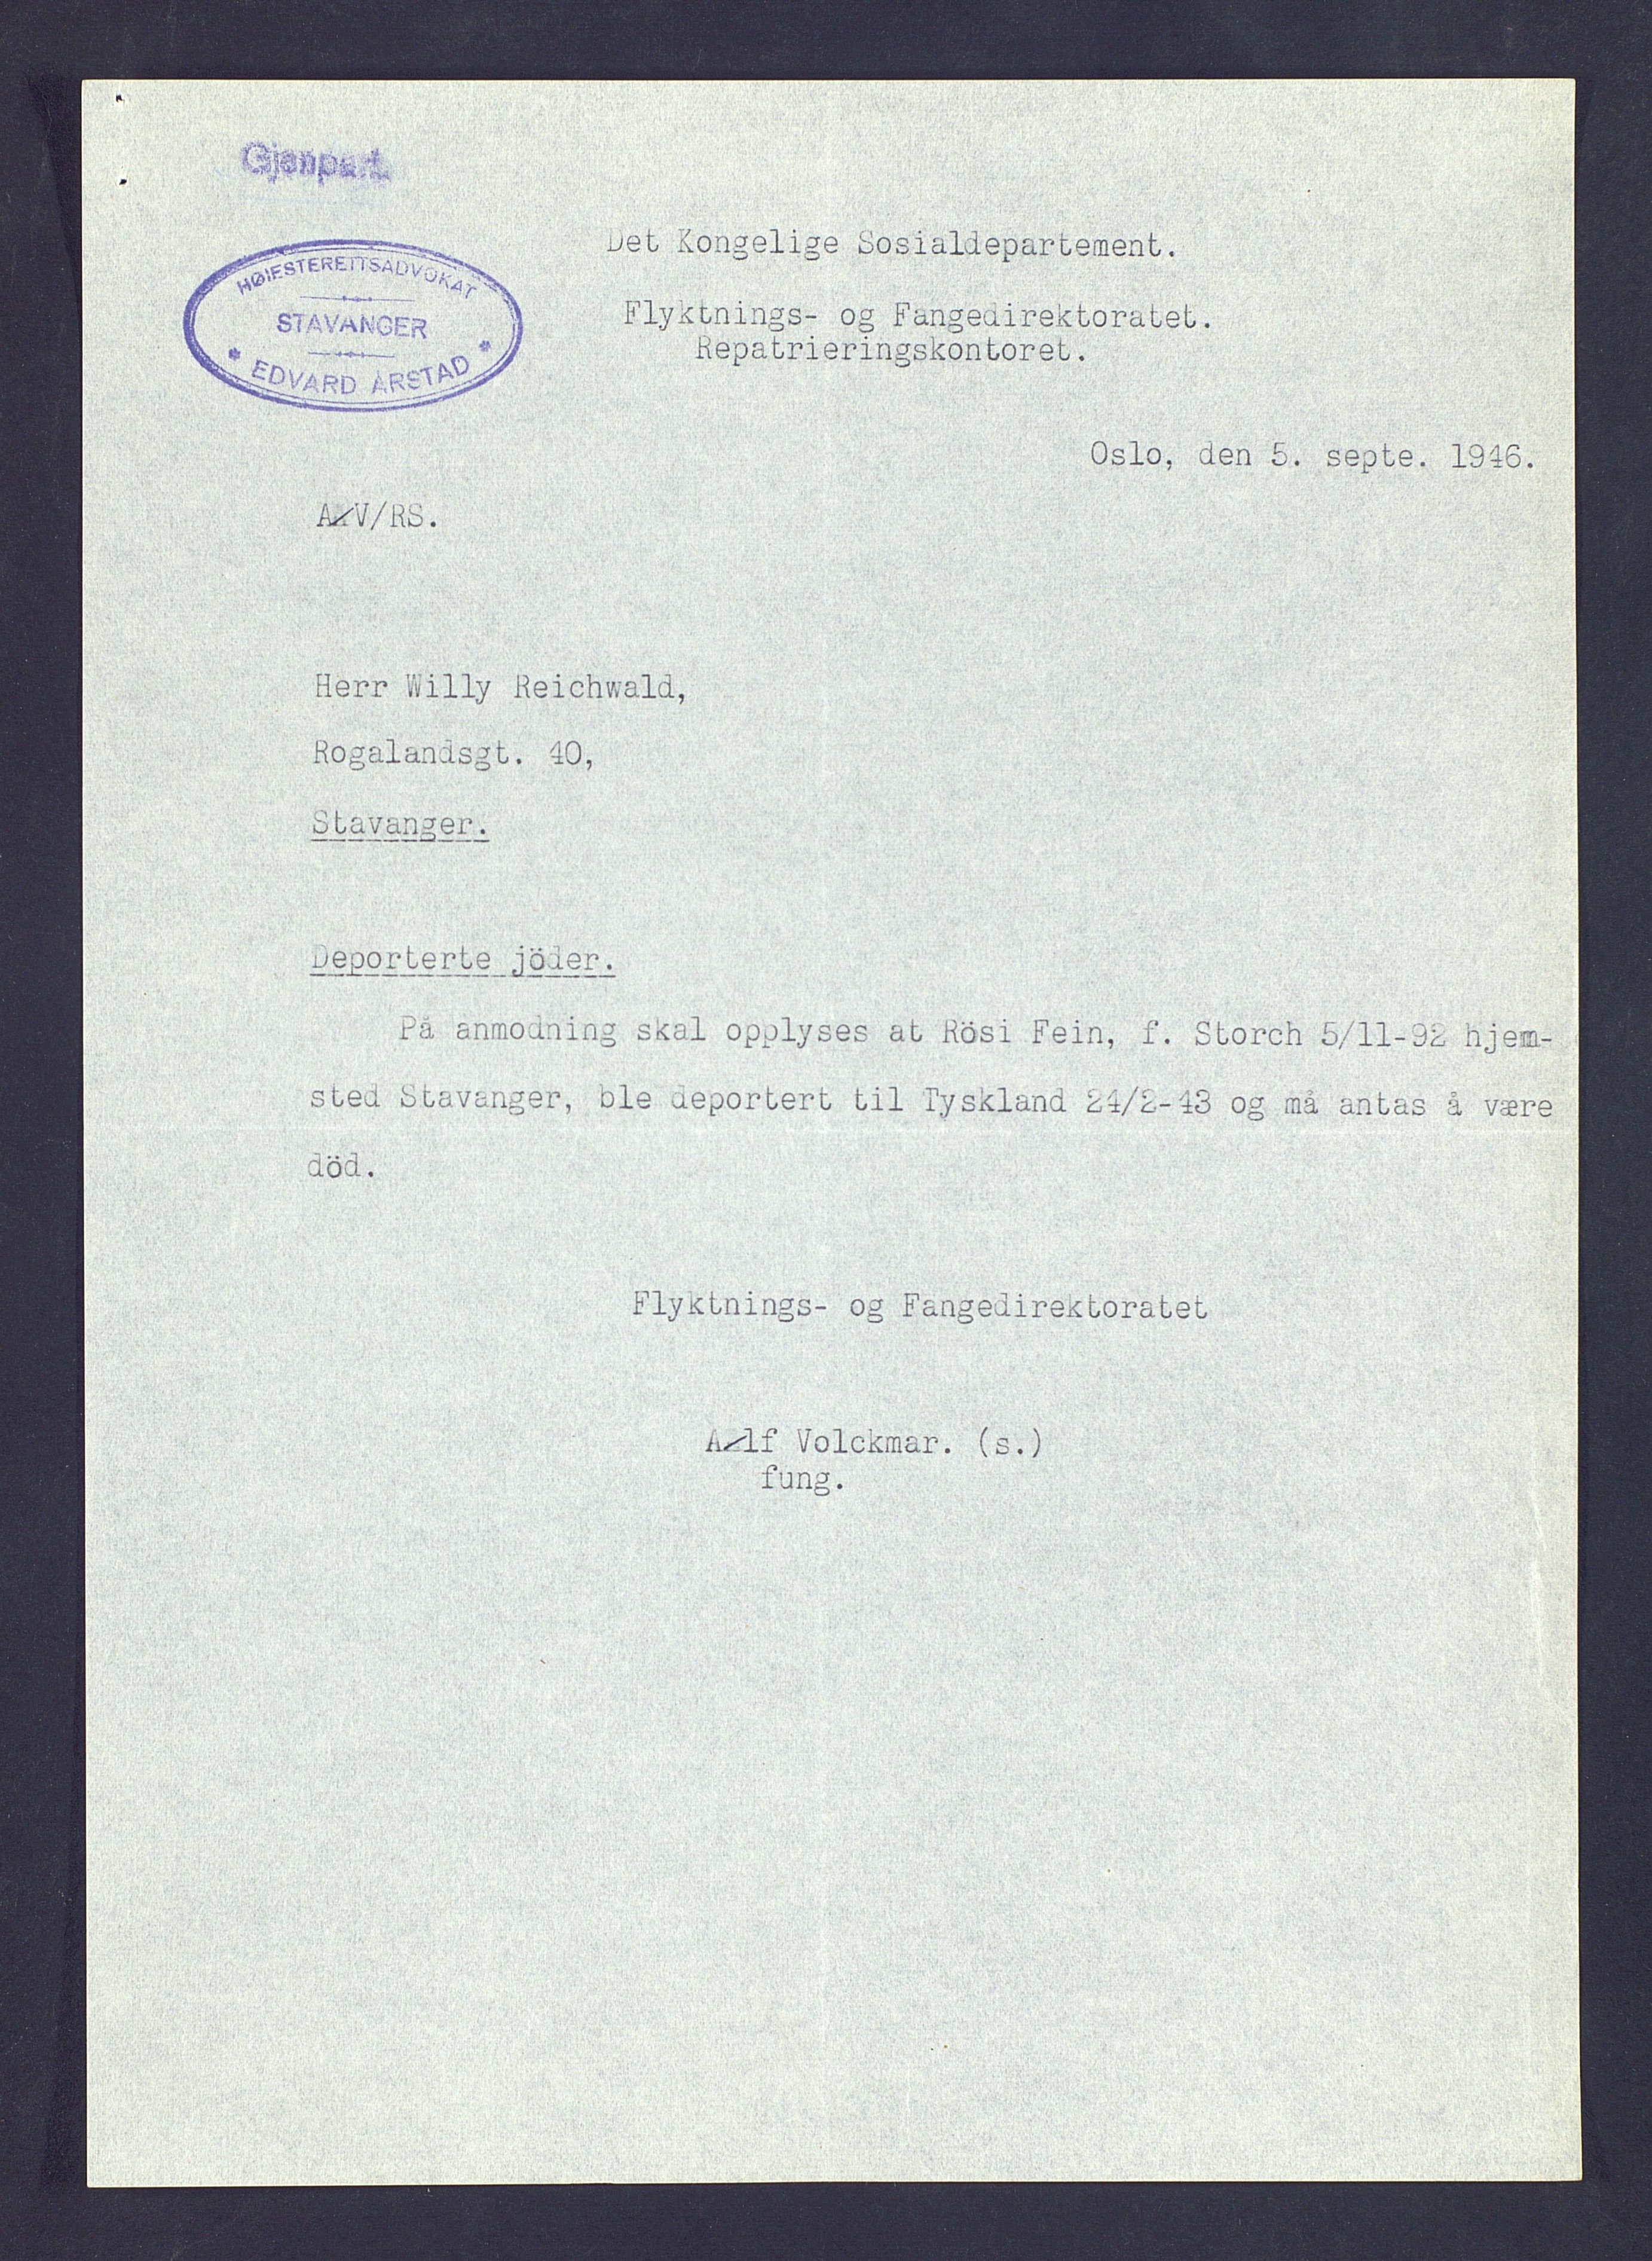 Gjenpart.
HØIESTERETTSADVOKAT
STAVANGER
* EDVARD ÅRSTAD *
Det Kongelige Sosialdepartement.
Flyktnings- og Fangedirektoratet.
Repatrieringskontoret.
Oslo, den 5. septe. 1946.
A/V/RS.
Herr Willy Reichwald,
Rogalandsgt. 40,
Stavanger.
Deporterte jöder.
På anmodning skal opplyses at Rösi Fein, f. Storch 5/11-92 hjem-
sted Stavanger, ble deportert til Tyskland 24/2-43 og må antas å være
död.
Flyktnings- og Fangedirektoratet
Alf Volckmar. (s.)
fung.